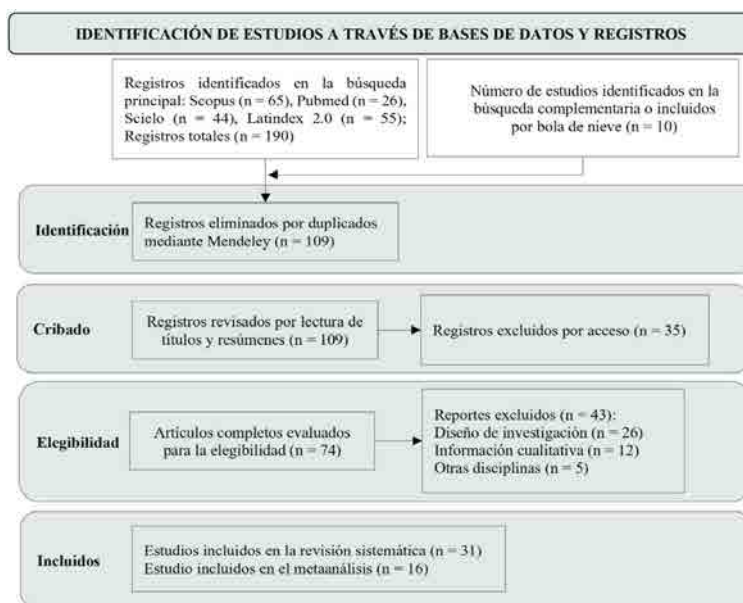 IDENTIFICACIÓN DE ESTUDIOS A TRAVÉS DE BASES DE DATOS Y REGISTROS
Registros identificados en la búsqueda
principal: Scopus (n = 65), Pubmed (n = 26),
Scielo (n = 44), Latindex 2.0 (n = 55);
Registros totales (n = 190)
Número de estudios identificados en la
búsqueda complementaria o incluidos
por bola de nieve (n = 10)
Identificación
Registros eliminados por duplicados
mediante Mendeley (n = 109)
Cribado
Registros revisados por lectura de
títulos y resúmenes (n = 109)
Registros excluidos por acceso (n = 35)
Elegibilidad
Artículos completos evaluados
para la elegibilidad (n = 74)
Reportes excluidos (n = 43):
Diseño de investigación (n = 26)
Información cualitativa (n = 12)
Otras disciplinas (n = 5)
Incluidos
Estudios incluidos en la revisión sistemática (n = 31)
Estudio incluidos en el metaanálisis (n = 16)